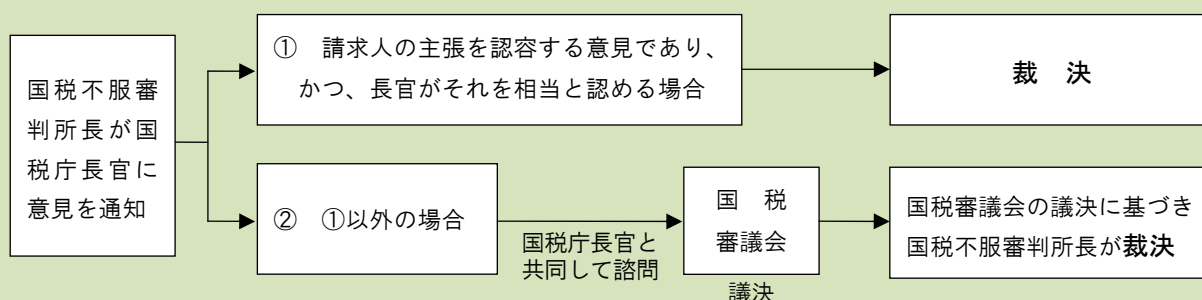 国税不服審
判所長が国
税庁長官に
意見を通知
① 請求人の主張を認容する意見であり、
かつ、長官がそれを相当と認める場合
裁 決
② ①以外の場合
国税庁長官と
共同して諮問
国 税
審議会
議決
国税審議会の議決に基づき
国税不服審判所長が裁決